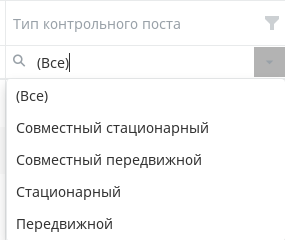 Тип контрольного поста
(Все)
(Все)
Совместный стационарный
Совместный передвижной
Стационарный
Передвижной